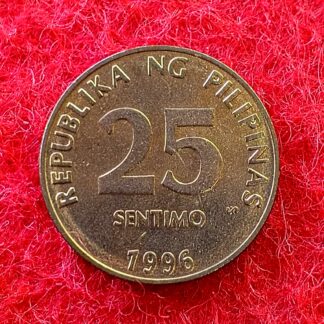 REPUBLIKA NG PILIPINAS
25
SENTIMO
1996